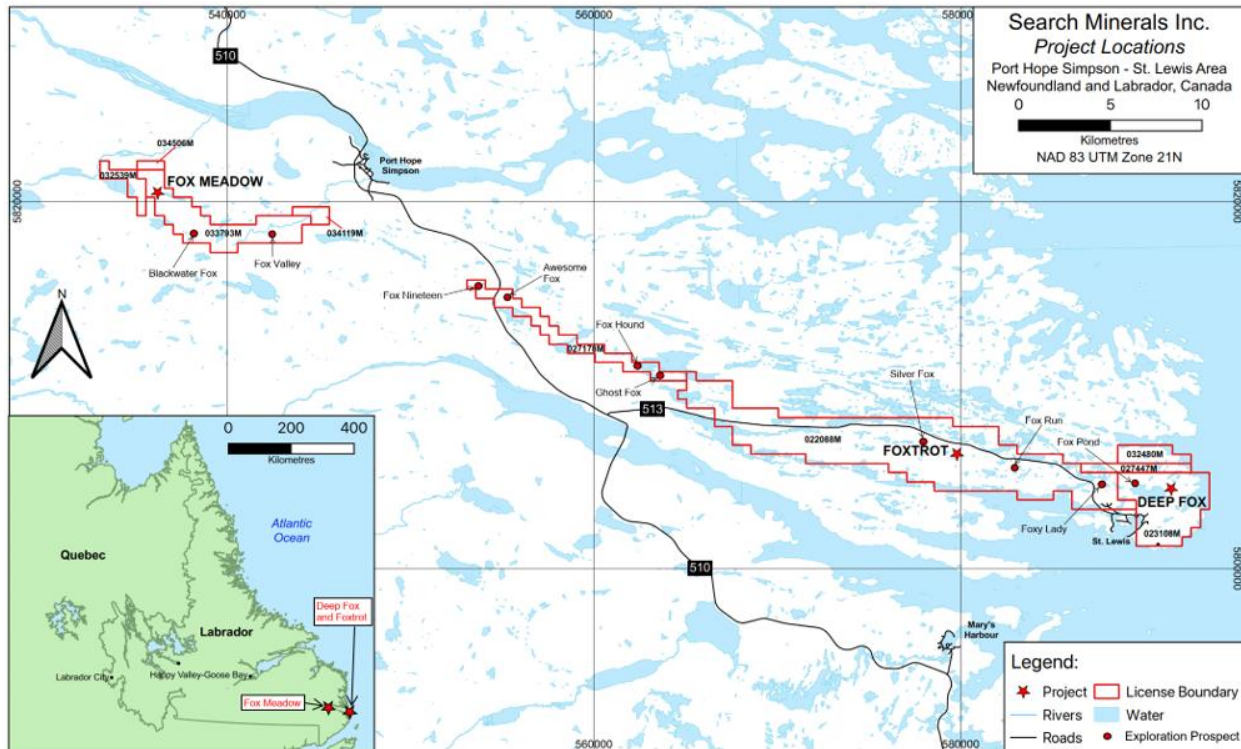 540000
560000
58000
Search Minerals Inc.
Project Locations
Port Hope Simpson - St. Lewis Area
Newfoundland and Labrador, Canada
0 5 10
Kilometres
NAD 83 UTM Zone 21N
510
034506M
032539M
FOX MEADOW
Port Hope
Simpson
5820000
5820000
033793M
034119M
Blackwater Fox
Fox Valley
Awesome
Fox
Fox Nineteen
N
Fox Hound
027178M
Ghost Fox
Silver Fox
513
022088M
Fox Run
FOXTROT
Fox Pond
032480M
027447M
DEEP FOX
Foxy Lady
St. Lewis
023108M
0 200 400
Kilometres
Atlantic
Ocean
Quebec
510
5800000
Deep Fox
and Foxtrot
Labrador
Labrador City
Happy Valley-Goose Bay
Fox Meadow
Mary's
Harbour
Legend:
Project
License Boundary
Rivers
Water
Roads
Exploration Prospect
560000
580000